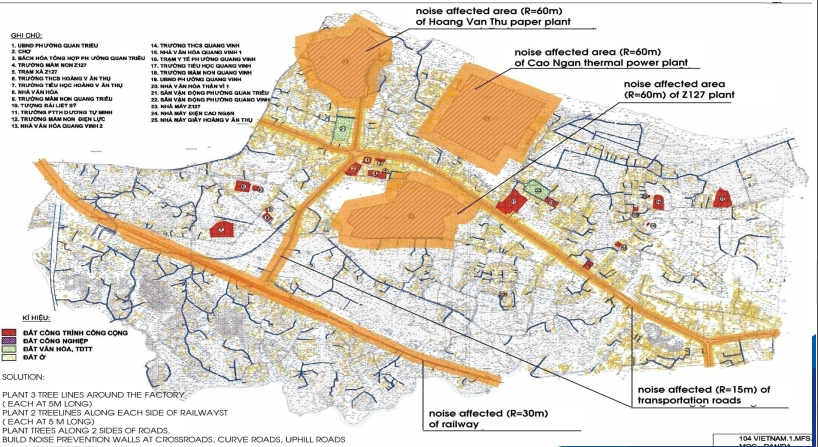 noise affected area (R=60m)
of Hoang Van Thu paper plant
noise affected area (R=60m)
of Cao Ngan thermal power plant
noise affected area
(R=60m) of Z127 plant
GHI CHÚ:
1. UBND PHƯỜNG QUAN TRIỀU
2. CHỢ
3. BÁCH HÓA TỔNG HỢP PHƯỜNG QUAN TRIỀU
4. TRƯỜNG MẦM NON Z127
5. TRẠM XÁ Z127
6. TRƯỜNG THCS HOÀNG VĂN THỤ
7. TRƯỜNG TIỂU HỌC HOÀNG VĂN THỤ
8. NHÀ VĂN HÓA
9. TRƯỜNG MẦM NON QUANG TRIỀU
10. TƯỢNG ĐÀI LIỆT SỸ
11. TRƯỜNG PTTH DƯƠNG TỰ MINH
12. TRƯỜNG MẦM NON ĐIỆN LỰC
13. NHÀ VĂN HÓA QUANG VINH 2
14. TRƯỜNG THCS QUANG VINH
15. NHÀ VĂN HÓA QUANG VINH 1
16. TRẠM Y TẾ PHƯỜNG QUANG VINH
17. TRƯỜNG TIỂU HỌC QUANG VINH
18. TRƯỜNG MẦM NON QUANG VINH
19. UBND PHƯỜNG QUANG VINH
20. NHÀ VĂN HÓA THÂN VÌ 1
21. SÂN VẬN ĐỘNG PHƯỜNG QUAN TRIỀU
22. SÂN VẬN ĐỘNG PHƯỜNG QUANG VINH
23. NHÀ MÁY Z127
24. NHÀ MÁY ĐIỆN CAO NGẠN
25. NHÀ MÁY GIẤY HOÀNG VĂN THỤ
KÍ HIỆU:
ĐẤT CÔNG TRÌNH CÔNG CỘNG
ĐẤT CÔNG NGHIỆP
ĐẤT VĂN HÓA, TDTT
ĐẤT Ở
SOLUTION:
PLANT 3 TREE LINES AROUND THE FACTORY
( EACH AT 5M LONG)
PLANT 2 TREELINES ALONG EACH SIDE OF RAILWAYST
( EACH AT 5 M LONG)
PLANT TREES ALONG 2 SIDES OF ROADS.
BUILD NOISE PREVENTION WALLS AT CROSSROADS, CURVE ROADS, UPHILL ROADS
noise affected (R=30m)
of railway
noise affected (R=15m) of
transportation roads
104 VIETNAM.1.MFS
MOC - DANIDA